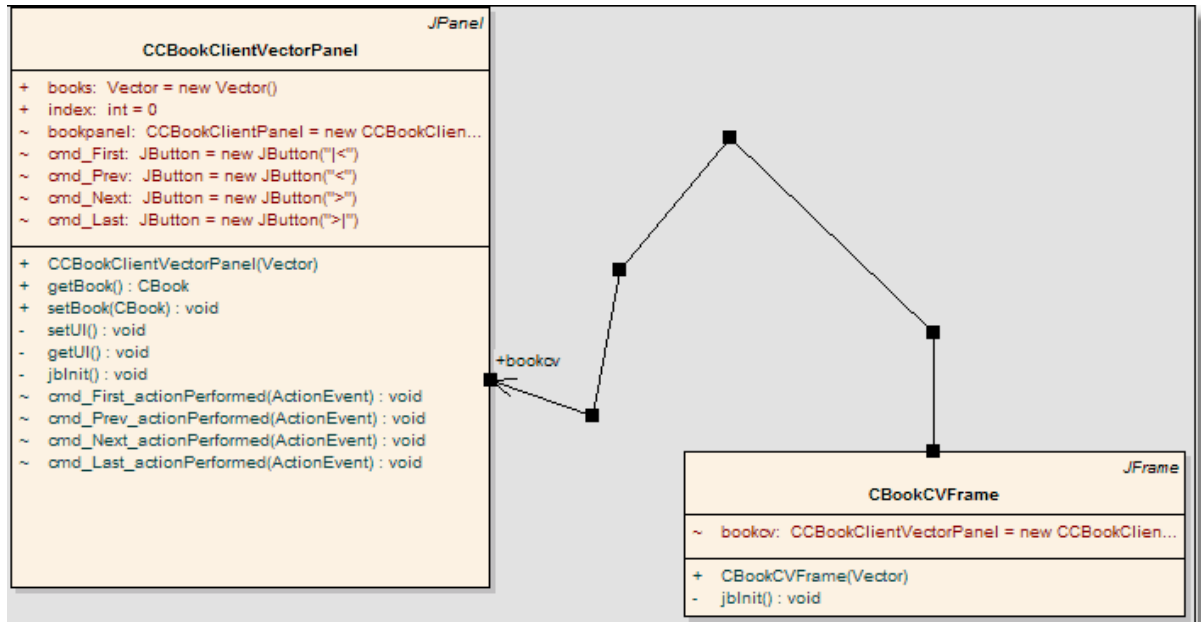 JPanel
CCBookClientVectorPanel
+ books: Vector = new Vector()
+ index: int = 0
~ bookpanel: CCBookClientPanel = new CCBookClien...
~ cmd_First: JButton = new JButton("|<")
~ cmd_Prev: JButton = new JButton("<")
~ cmd_Next: JButton = new JButton(">")
~ cmd_Last: JButton = new JButton(">|")
+ CCBookClientVectorPanel(Vector)
+ getBook() : CBook
+ setBook(CBook) : void
- setUI() : void
- getUI() : void
- jbInit() : void
~ cmd_First_actionPerformed(ActionEvent) : void
~ cmd_Prev_actionPerformed(ActionEvent) : void
~ cmd_Next_actionPerformed(ActionEvent) : void
~ cmd_Last_actionPerformed(ActionEvent) : void
+bookcv
JFrame
CBookCVFrame
~ bookcv: CCBookClientVectorPanel = new CCBookClien...
+ CBookCVFrame(Vector)
- jbInit() : void